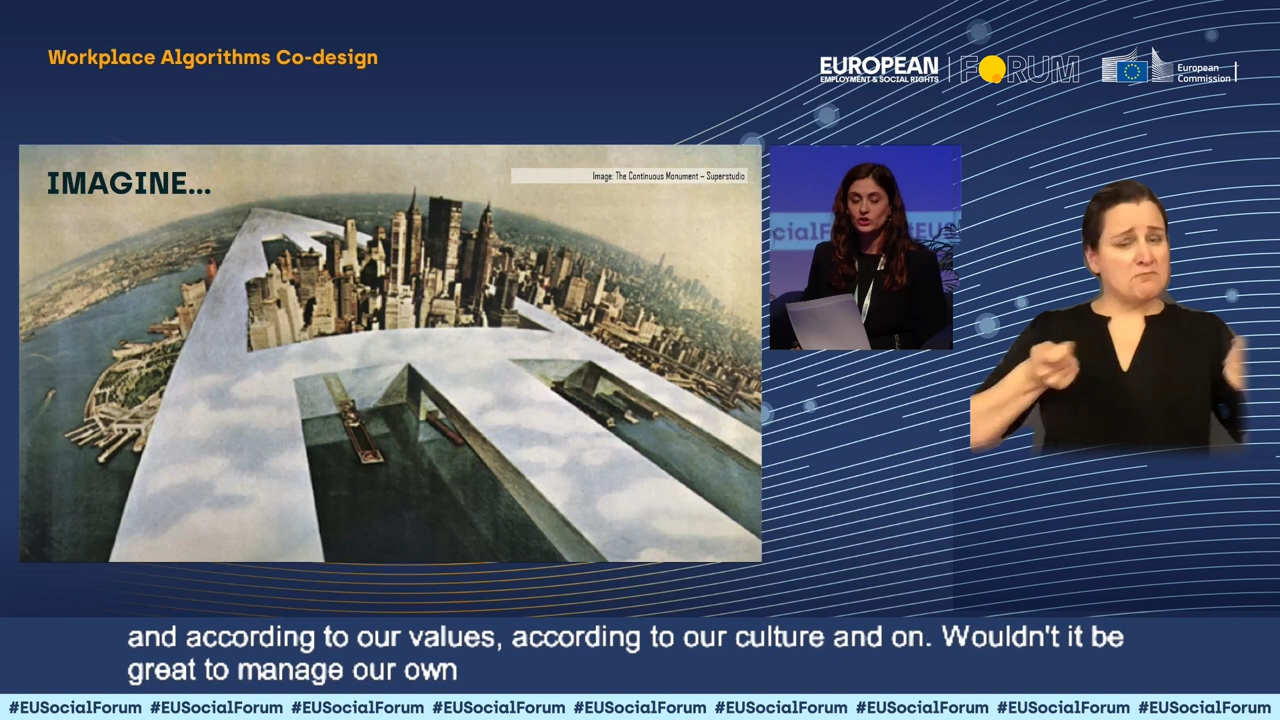 Workplace Algorithms Co-design
EUROPEAN
EMPLOYMENT & SOCIAL RIGHTS
FORUM
European
Commission
IMAGINE...
Image: The Continuous Monument – Superstudio
and according to our values, according to our culture and on. Wouldn't it be
great to manage our own
#EUSocialForum #EUSocialForum #EUSocialForum #EUSocialForum #EUSocialForum #EUSocialForum #EUSocialForum #EUSocialForum #EUSocialForum